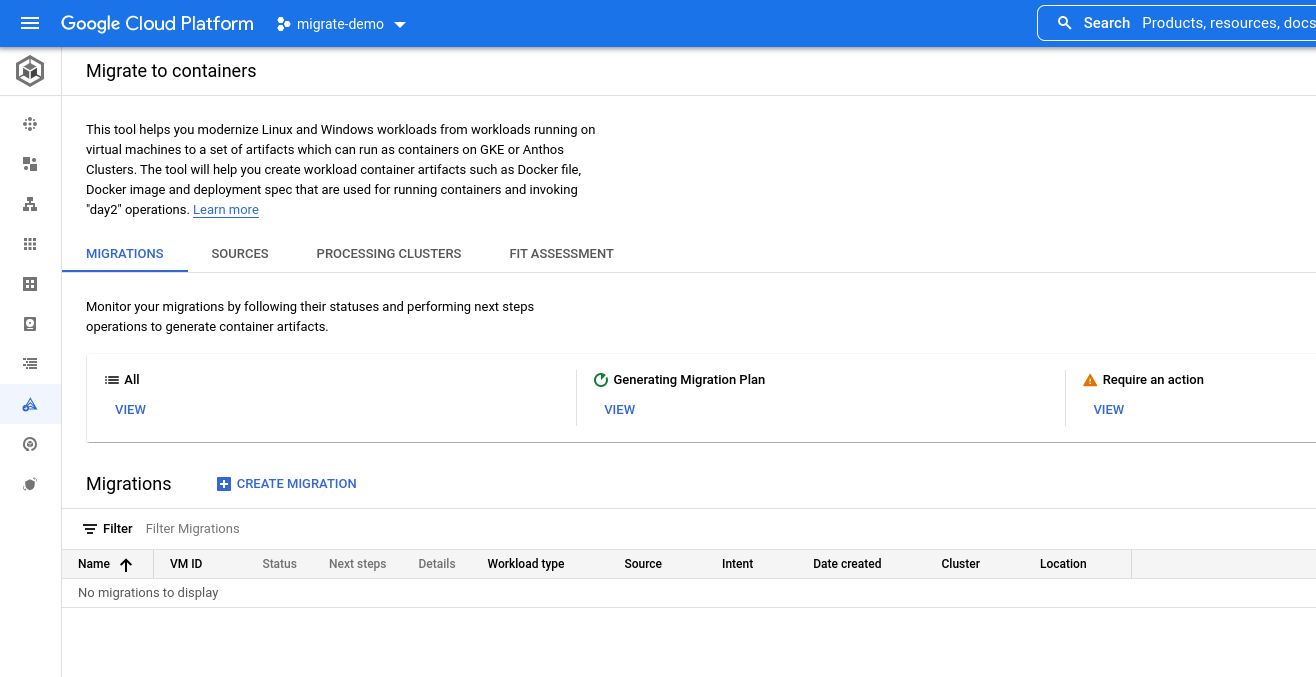 Google Cloud Platform migrate-demo Search Products, resources, docs
Migrate to containers
This tool helps you modernize Linux and Windows workloads from workloads running on
virtual machines to a set of artifacts which can run as containers on GKE or Anthos
Clusters. The tool will help you create workload container artifacts such as Docker file,
Docker image and deployment spec that are used for running containers and invoking
"day2" operations. Learn more
MIGRATIONS SOURCES PROCESSING CLUSTERS FIT ASSESSMENT
Monitor your migrations by following their statuses and performing next steps
operations to generate container artifacts.
All Generating Migration Plan Require an action
VIEW VIEW VIEW
Migrations CREATE MIGRATION
Filter Filter Migrations
Name VM ID Status Next steps Details Workload type Source Intent Date created Cluster Location
No migrations to display